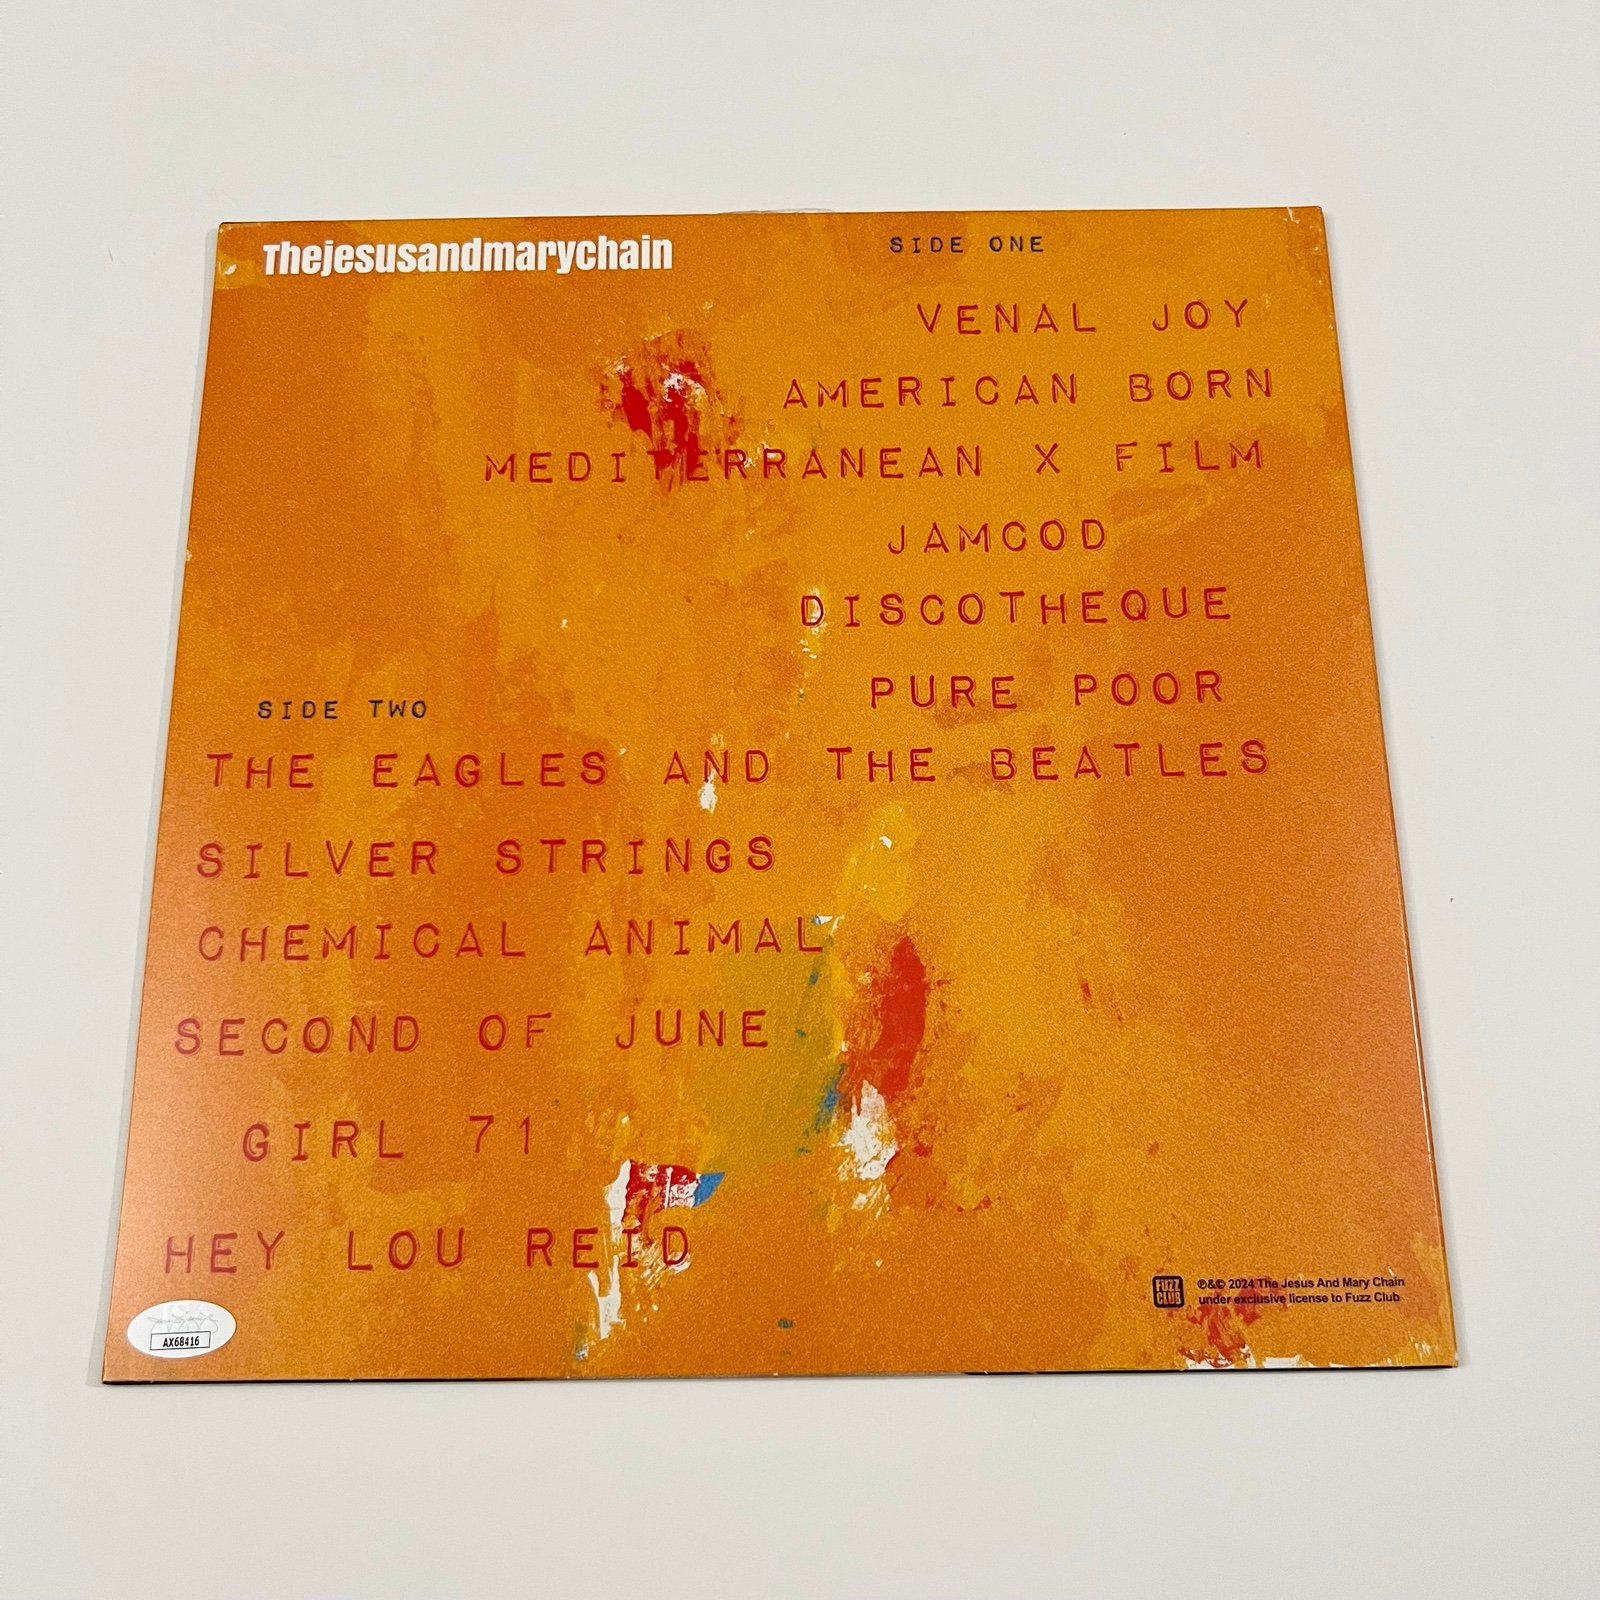 Thejesusandmarychain
SIDE ONE
VENAL JOY
AMERICAN BORN
MEDITERRANEAN X FILM
JAMCOD
DISCOTHEQUE
PURE POOR
SIDE TWO
THE EAGLES AND THE BEATLES
SILVER STRINGS
CHEMICAL ANIMAL
SECOND OF JUNE
GIRL 71
HEY LOU REID
FUZZ
CLUB
℗&© 2024 The Jesus And Mary Chain
under exclusive license to Fuzz Club
AX68416